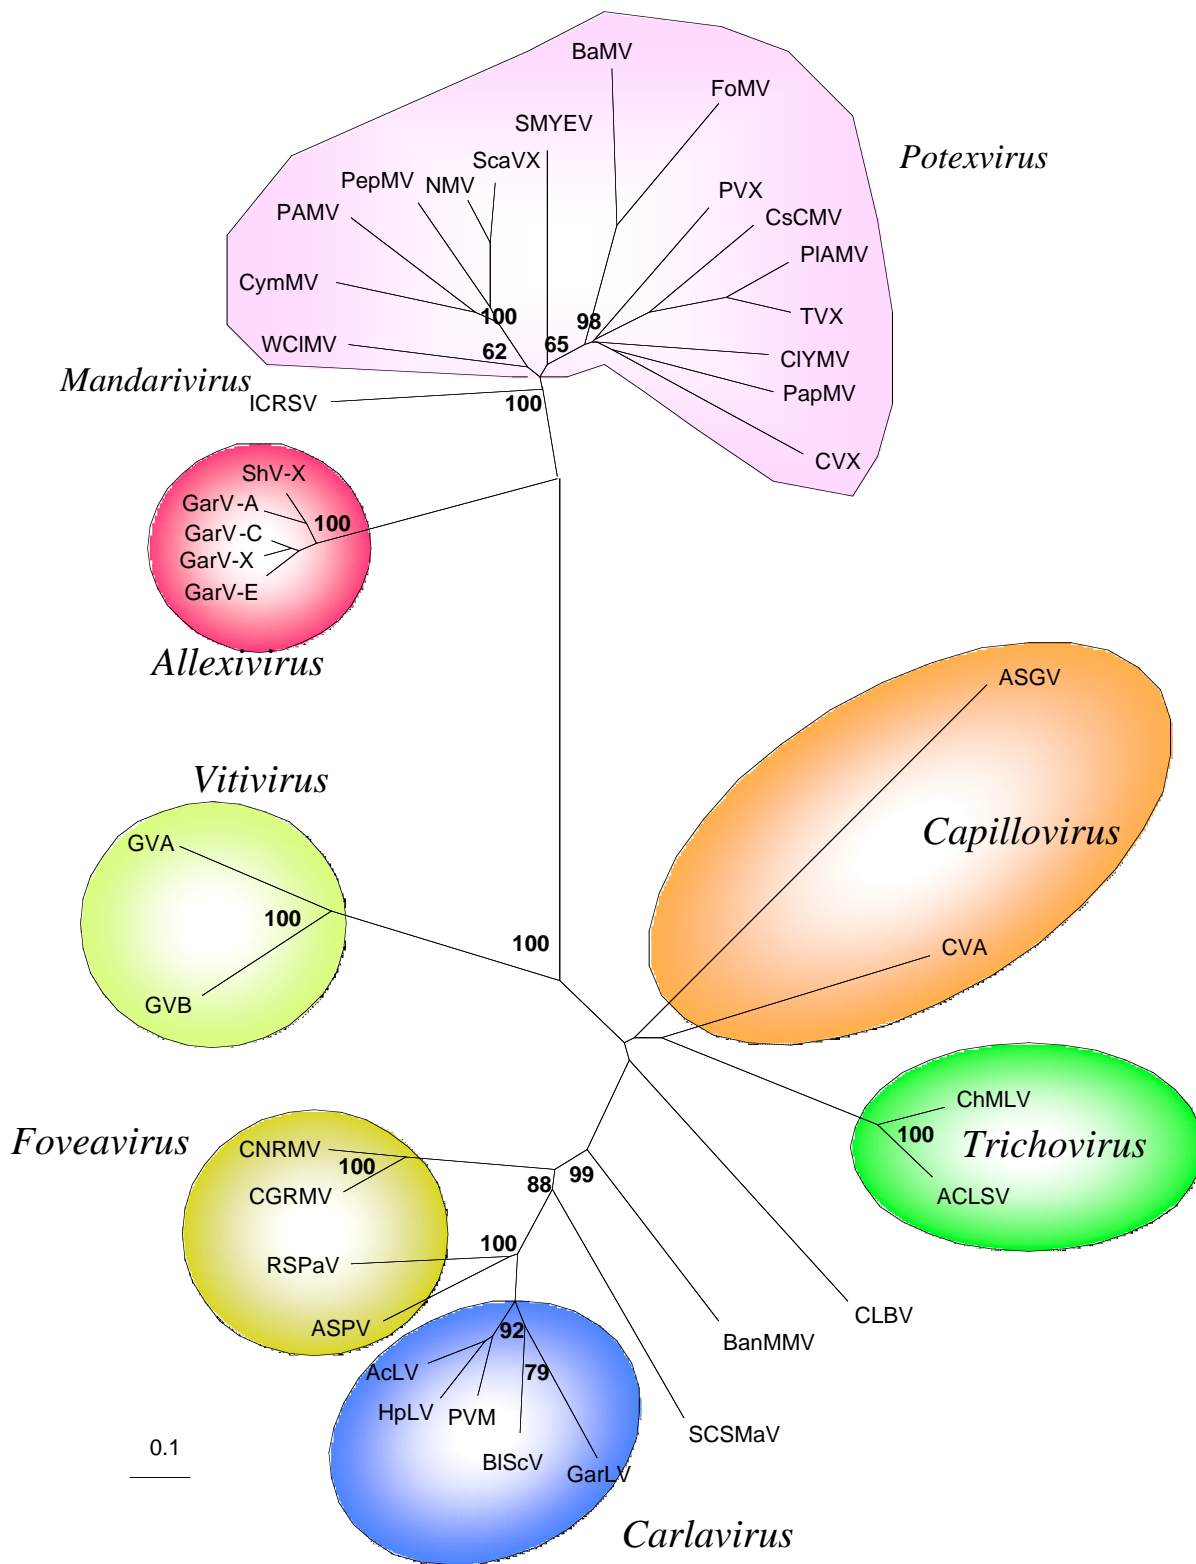 BaMV
FoMV
SMYEV
Potexvirus
ScaVX
PepMV
NMV
PVX
PAMV
CsCMV
PlAMV
CymMV
100
98
TVX
WClMV
62
65
ClYMV
Mandarivirus
PapMV
ICRSV
100
CVX
ShV-X
GarV-A
100
GarV-C
GarV-X
GarV-E
Allexivirus
ASGV
Vitivirus
Capillovirus
GVA
100
100
CVA
GVB
ChMLV
Foveavirus
CNRMV
100
Trichovirus
100
CGRMV
88
99
ACLSV
100
RSPaV
ASPV
CLBV
92
BanMMV
AcLV
79
HpLV
PVM
SCSMaV
0.1
BlScV
GarLV
Carlavirus